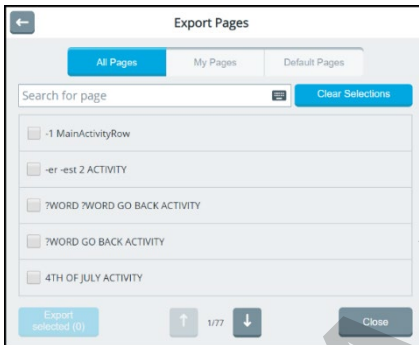 Export Pages
All Pages
My Pages
Default Pages
Search for page
Clear Selections
-1 MainActivityRow
-er -est 2 ACTIVITY
?WORD ?WORD GO BACK ACTIVITY
?WORD GO BACK ACTIVITY
4TH OF JULY ACTIVITY
Export
selected (0)
1/77
Close